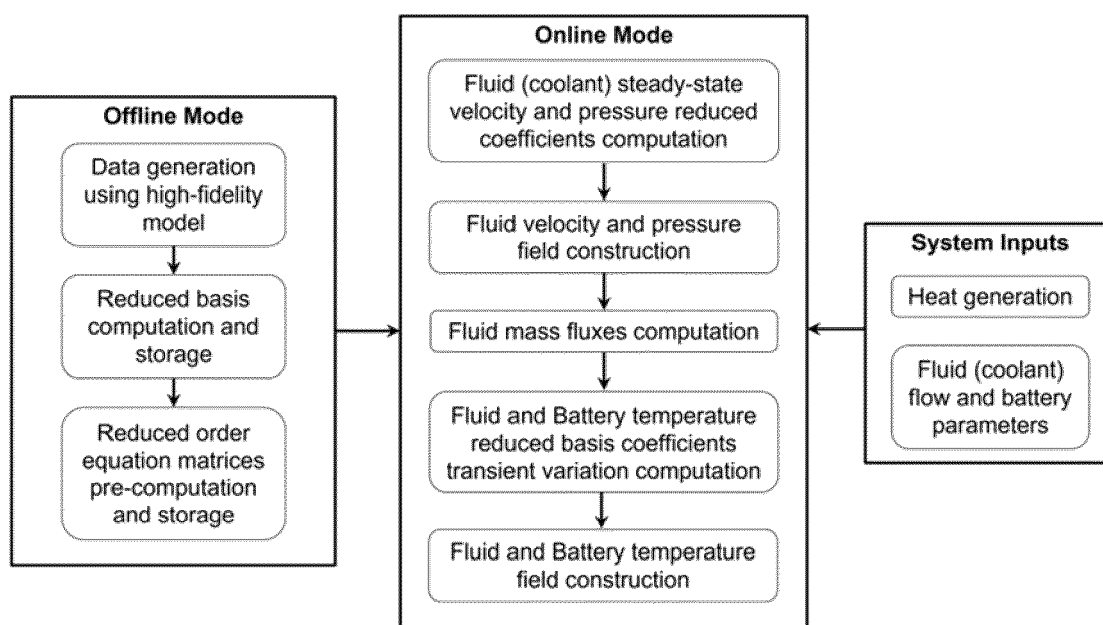 Offline Mode
Data generation
using high-fidelity
model
Reduced basis
computation and
storage
Reduced order
equation matrices
pre-computation
and storage
Online Mode
Fluid (coolant) steady-state
velocity and pressure reduced
coefficients computation
Fluid velocity and pressure
field construction
Fluid mass fluxes computation
Fluid and Battery temperature
reduced basis coefficients
transient variation computation
Fluid and Battery temperature
field construction
System Inputs
Heat generation
Fluid (coolant)
flow and battery
parameters